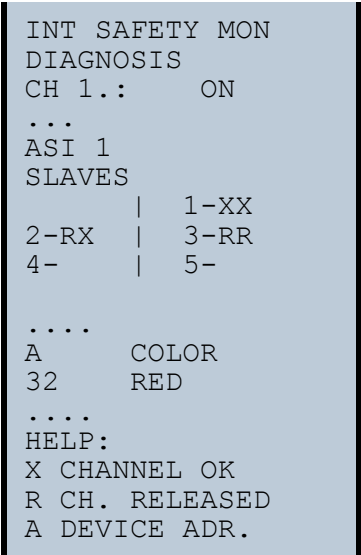 INT SAFETY MON
DIAGNOSIS
CH 1.: ON
...
ASI 1
SLAVES
| 1-XX
2-RX | 3-RR
4- | 5-
....
A COLOR
32 RED
....
HELP:
X CHANNEL OK
R CH. RELEASED
A DEVICE ADR.